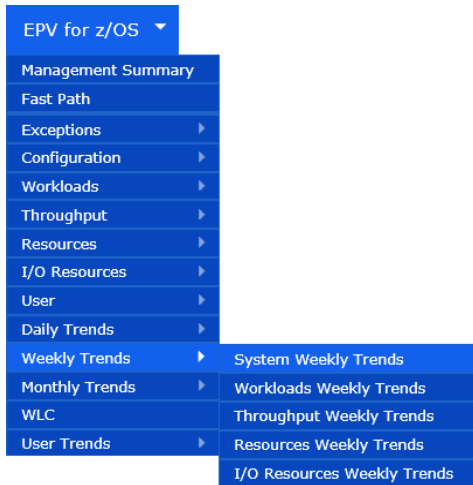 EPV for z/OS
Management Summary
Fast Path
Exceptions
Configuration
Workloads
Throughput
Resources
I/O Resources
User
Daily Trends
Weekly Trends
System Weekly Trends
Monthly Trends
Workloads Weekly Trends
WLC
Throughput Weekly Trends
User Trends
Resources Weekly Trends
I/O Resources Weekly Trends